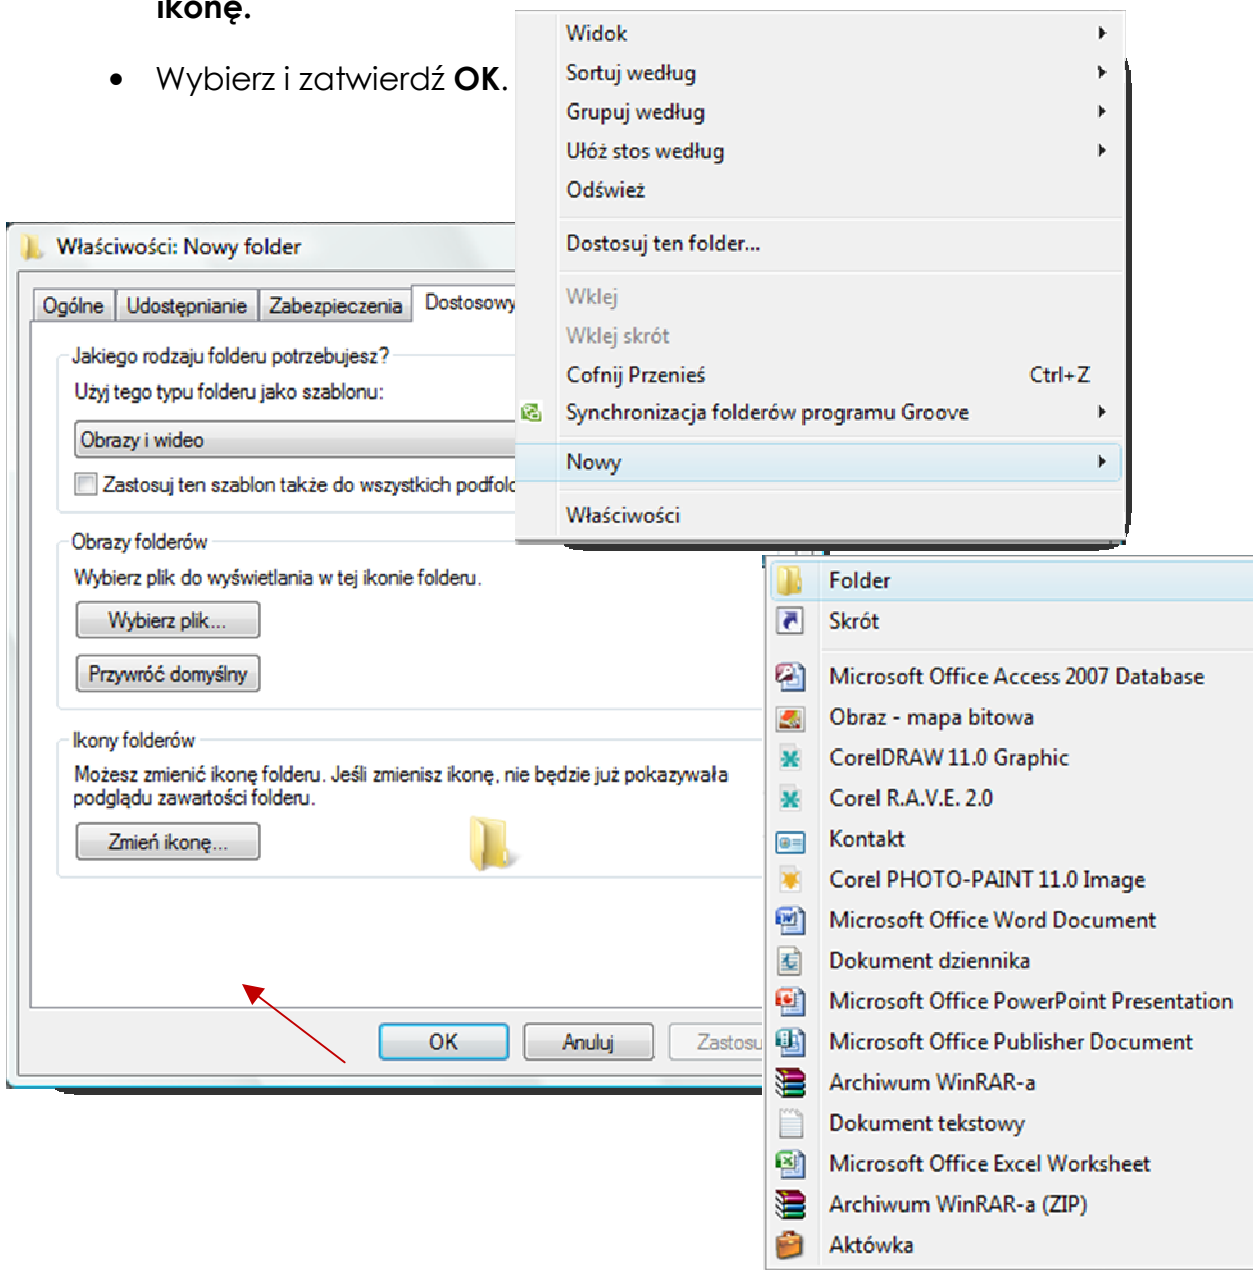 ikonę.
• Wybierz i zatwierdź OK.
Widok
Sortuj według
Grupuj według
Ułóż stos według
Odśwież
Dostosuj ten folder...
Wklej
Wklej skrót
Cofnij Przenieś Ctrl+Z
Synchronizacja folderów programu Groove
Nowy
Właściwości
Właściwości: Nowy folder
Ogólne Udostępnianie Zabezpieczenia Dostosowy
Jakiego rodzaju folderu potrzebujesz?
Użyj tego typu folderu jako szablonu:
Obrazy i wideo
Zastosuj ten szablon także do wszystkich podfold
Obrazy folderów
Wybierz plik do wyświetlania w tej ikonie folderu.
Wybierz plik...
Przywróć domyślny
Ikony folderów
Możesz zmienić ikonę folderu. Jeśli zmienisz ikonę, nie będzie już pokazywała
podglądu zawartości folderu.
Zmień ikonę...
OK Anuluj Zastosu
Folder
Skrót
Microsoft Office Access 2007 Database
Obraz - mapa bitowa
CorelDRAW 11.0 Graphic
Corel R.A.V.E. 2.0
Kontakt
Corel PHOTO-PAINT 11.0 Image
Microsoft Office Word Document
Dokument dziennika
Microsoft Office PowerPoint Presentation
Microsoft Office Publisher Document
Archiwum WinRAR-a
Dokument tekstowy
Microsoft Office Excel Worksheet
Archiwum WinRAR-a (ZIP)
Aktówka